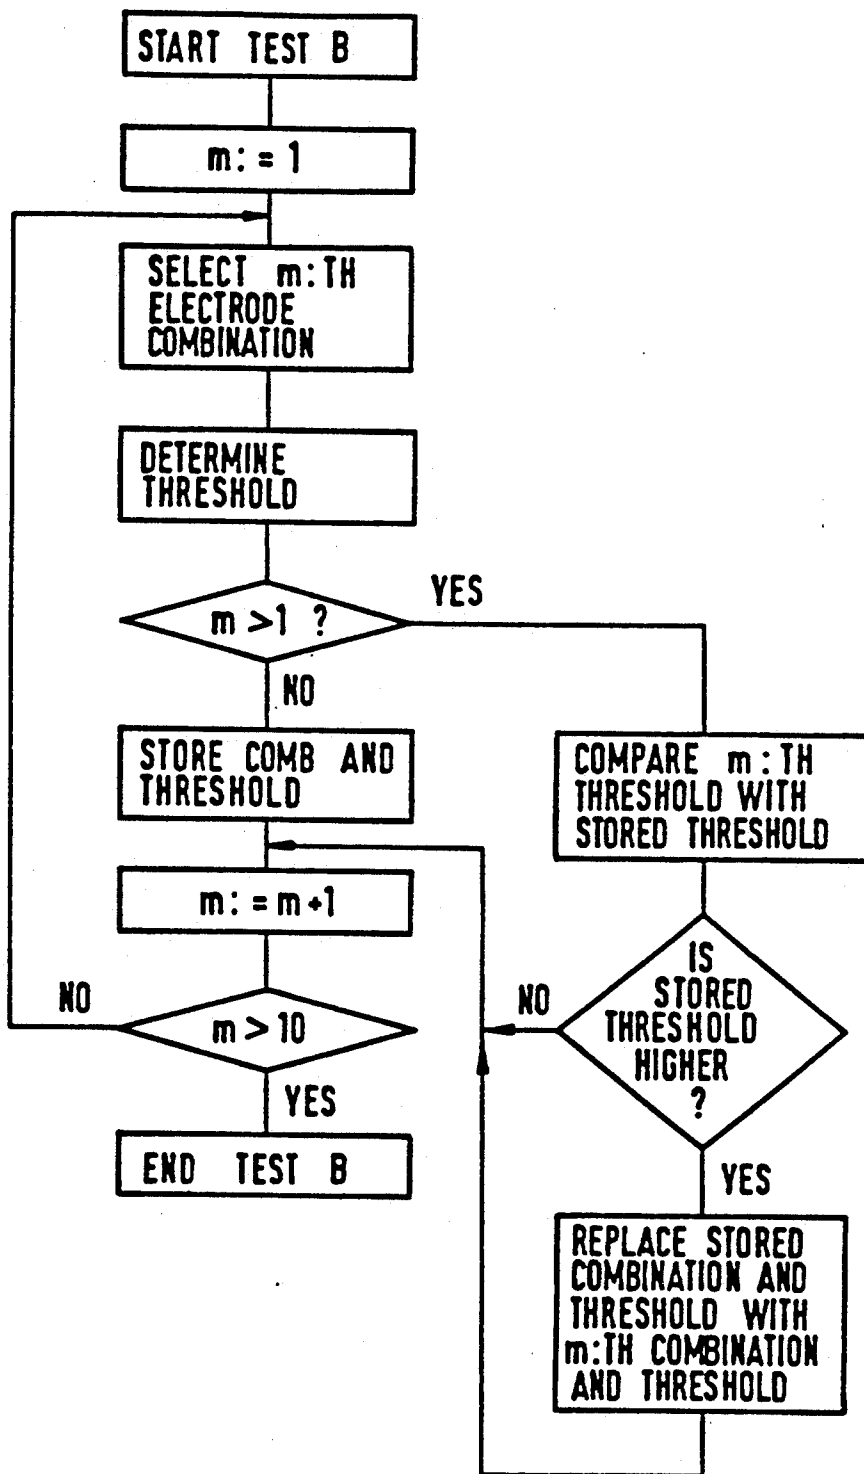 START TEST B
m: = 1
SELECT m:TH
ELECTRODE
COMBINATION
DETERMINE
THRESHOLD
m >1 ?
YES
NO
STORE COMB AND
THRESHOLD
COMPARE m:TH
THRESHOLD WITH
STORED THRESHOLD
m: = m+1
IS
STORED
THRESHOLD
HIGHER
?
NO
NO
m > 10
YES
END TEST B
YES
REPLACE STORED
COMBINATION AND
THRESHOLD WITH
m:TH COMBINATION
AND THRESHOLD